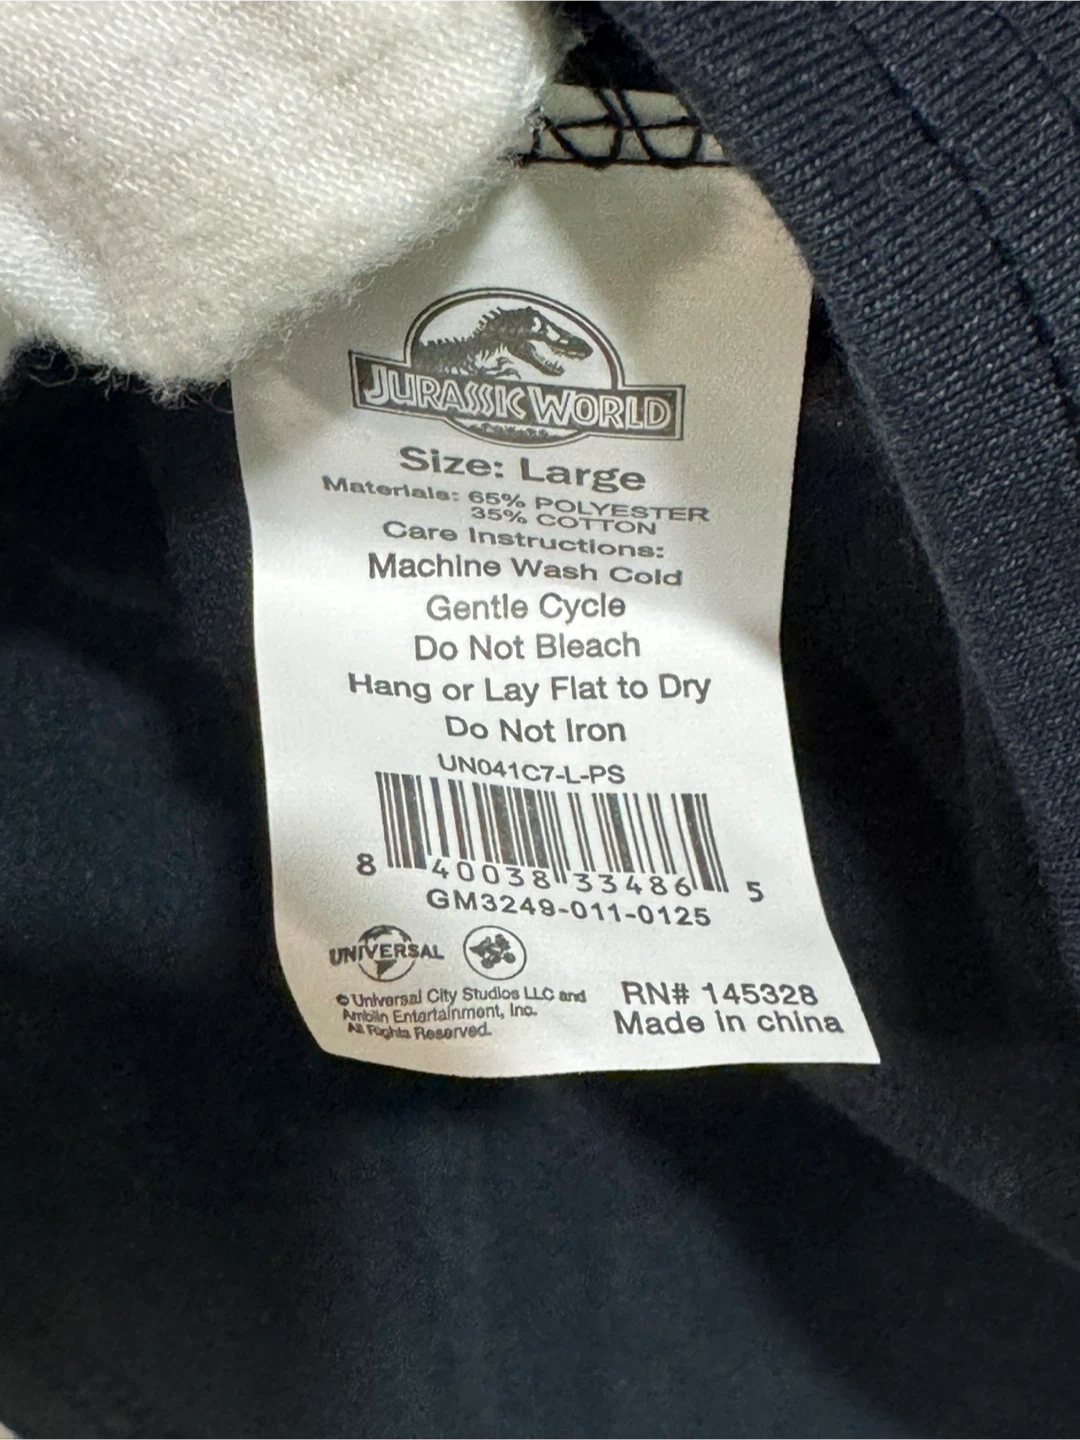 JURASSIC WORLD
Size: Large
Materials: 65% POLYESTER
35% COTTON
Care Instructions:
Machine Wash Cold
Gentle Cycle
Do Not Bleach
Hang or Lay Flat to Dry
Do Not Iron
UN041C7-L-PS
8 40038 33486 5
GM3249-011-0125
UNIVERSAL
© Universal City Studios LLC and
Amblin Entertainment, Inc.
All Rights Reserved.
RN# 145328
Made in china